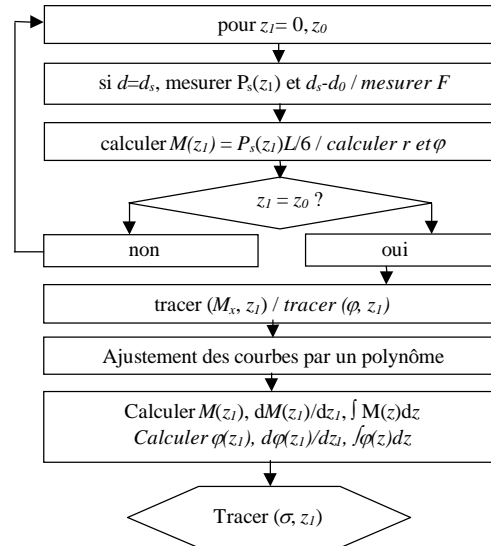 pour z₁= 0, z₀
si d=dₛ, mesurer Pₛ(z₁) et dₛ-d₀ / mesurer F
calculer M(z₁) = Pₛ(z₁)L/6 / calculer r et φ
z₁ = z₀ ?
non
oui
tracer (Mₓ, z₁) / tracer (φ, z₁)
Ajustement des courbes par un polynôme
Calculer M(z₁), dM(z₁)/dz₁, ∫ M(z)dz
Calculer φ(z₁), dφ(z₁)/dz₁, ∫φ(z)dz
Tracer (σ, z₁)